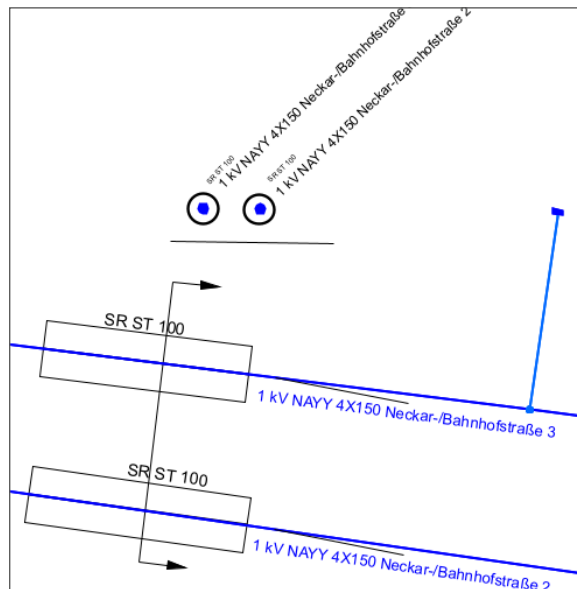 SR ST 100
1 kV NAYY 4X150 Neckar-/Bahnhofstraße
SR ST 100
1 kV NAYY 4X150 Neckar-/Bahnhofstraße 2
SR ST 100
1 kV NAYY 4X150 Neckar-/Bahnhofstraße 3
SR ST 100
1 kV NAYY 4X150 Neckar-/Bahnhofstraße 2